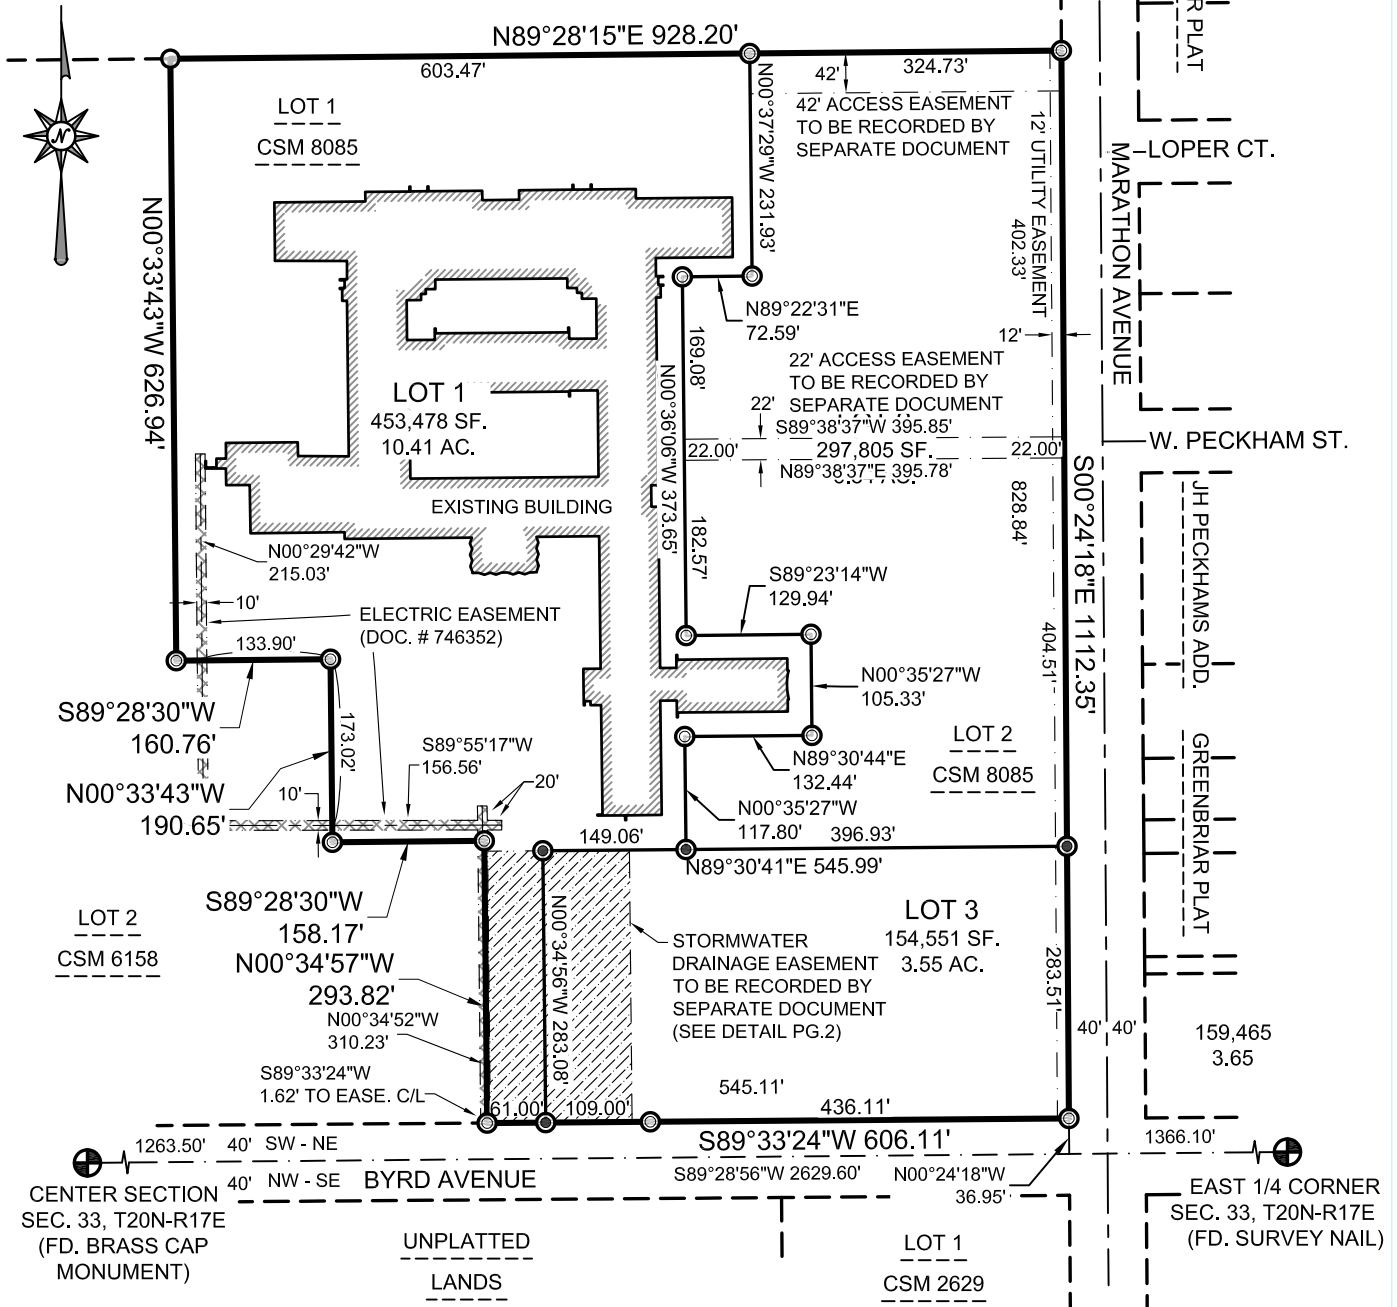 N89°28'15"E 928.20'
603.47'
324.73'
42'
R PLAT
LOT 1
CSM 8085
42' ACCESS EASEMENT
TO BE RECORDED BY
SEPARATE DOCUMENT
N00°37'29"W 231.93'
12' UTILITY EASEMENT
402.33'
MARATHON AVENUE
LOPER CT.
N
N00°33'43"W 626.94'
N89°22'31"E
72.59'
12'
169.08'
N00°36'06"W 373.65'
22' ACCESS EASEMENT
TO BE RECORDED BY
SEPARATE DOCUMENT
22'
S89°38'37"W 395.85'
22.00'
297,805 SF.
22.00'
N89°38'37"E 395.78'
W. PECKHAM ST.
LOT 1
453,478 SF.
10.41 AC.
EXISTING BUILDING
S00°24'18"E 1112.35'
828.84'
JH PECKHAMS ADD.
182.57'
N00°29'42"W
215.03'
10'
S89°23'14"W
129.94'
ELECTRIC EASEMENT
(DOC. # 746352)
133.90'
404.51'
N00°35'27"W
105.33'
S89°28'30"W
160.76'
173.02'
S89°55'17"W
156.56'
20'
LOT 2
CSM 8085
N89°30'44"E
132.44'
GREENBRIAR PLAT
N00°33'43"W
190.65'
10'
N00°35'27"W
117.80'
149.06'
396.93'
N89°30'41"E 545.99'
S89°28'30"W
158.17'
LOT 2
CSM 6158
N00°34'57"W
293.82'
N00°34'56"W 283.08'
LOT 3
154,551 SF.
3.55 AC.
STORMWATER
DRAINAGE EASEMENT
TO BE RECORDED BY
SEPARATE DOCUMENT
(SEE DETAIL PG.2)
283.51'
N00°34'52"W
310.23'
40'
40'
159,465
3.65
S89°33'24"W
1.62' TO EASE. C/L
545.11'
61.00'
109.00'
436.11'
S89°33'24"W 606.11'
1263.50'
40'
SW - NE
1366.10'
40'
NW - SE
BYRD AVENUE
S89°28'56"W 2629.60'
N00°24'18"W
36.95'
CENTER SECTION
SEC. 33, T20N-R17E
(FD. BRASS CAP
MONUMENT)
EAST 1/4 CORNER
SEC. 33, T20N-R17E
(FD. SURVEY NAIL)
UNPLATTED
LANDS
LOT 1
CSM 2629